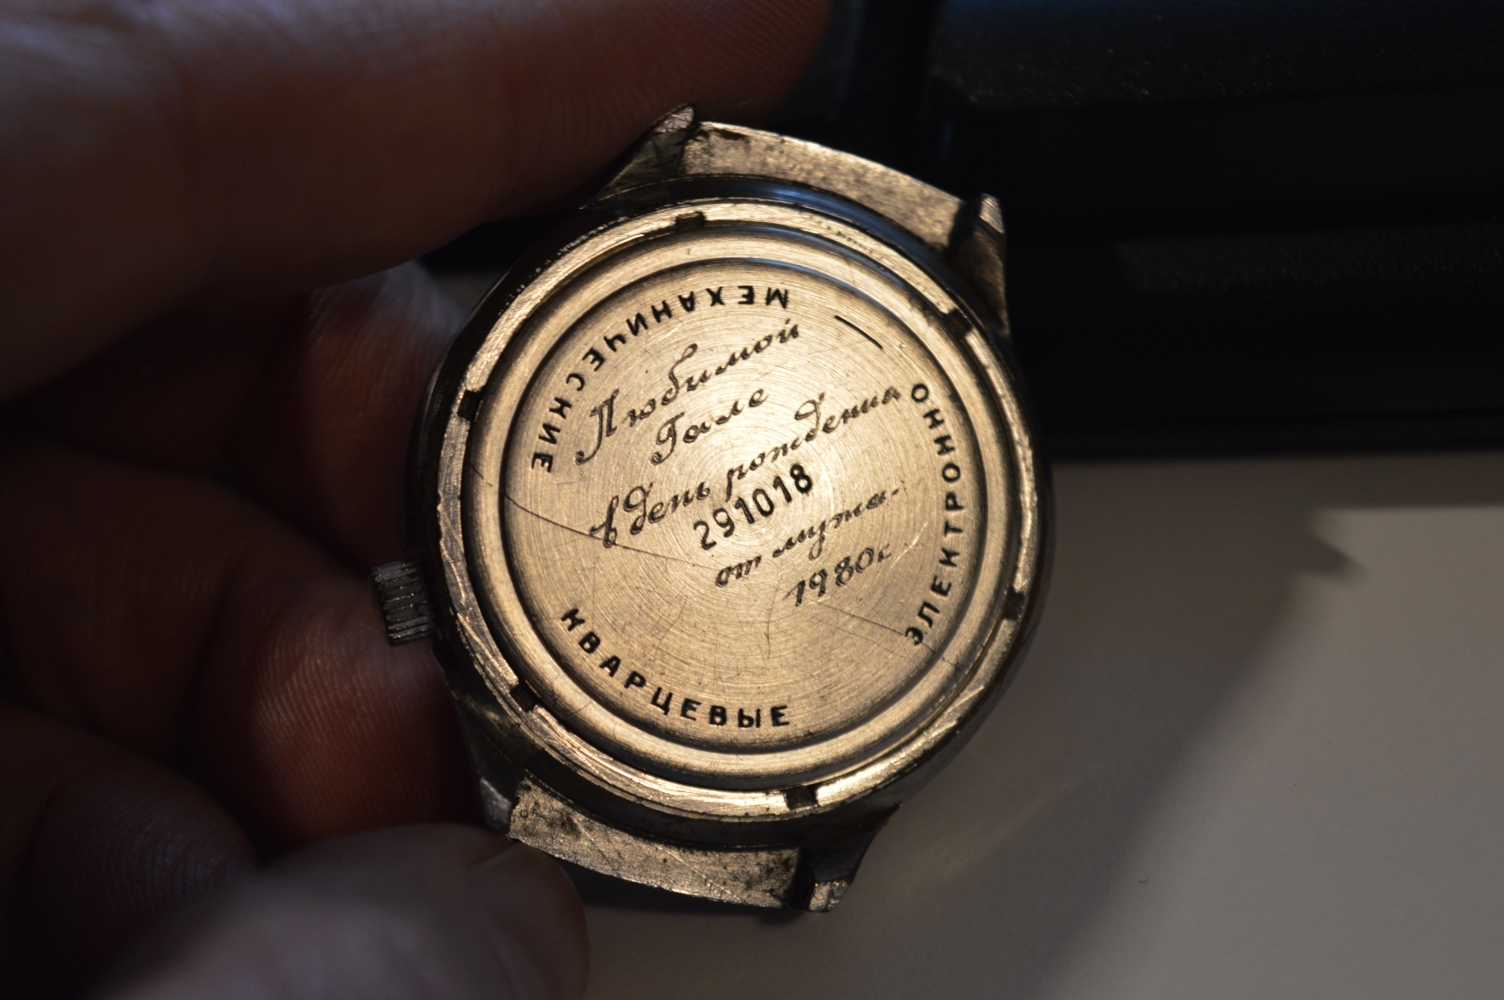 ЭЛЕКТРОННО
МЕХАНИЧЕСКИЕ
КВАРЦЕВЫЕ
Любимой
Гале
в день рождения
291018
от мужа.
1980г